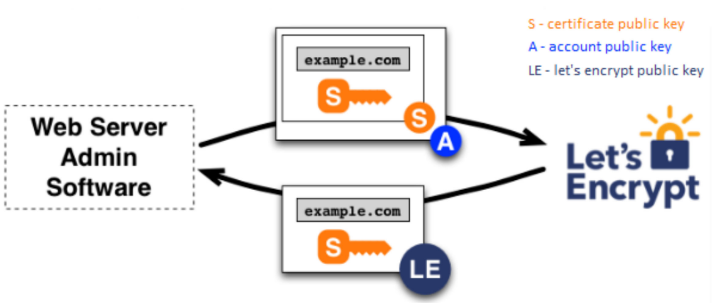 S - certificate public key
A - account public key
LE - let's encrypt public key
example.com
S
S
A
Web Server
Admin
Software
Let's
Encrypt
example.com
S
LE